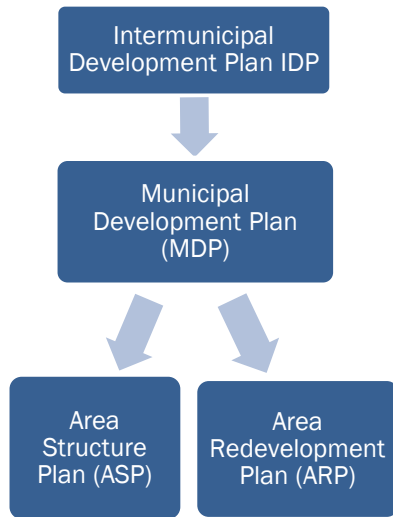 Intermunicipal
Development Plan IDP
Municipal
Development Plan
(MDP)
Area
Structure
Plan (ASP)
Area
Redevelopment
Plan (ARP)